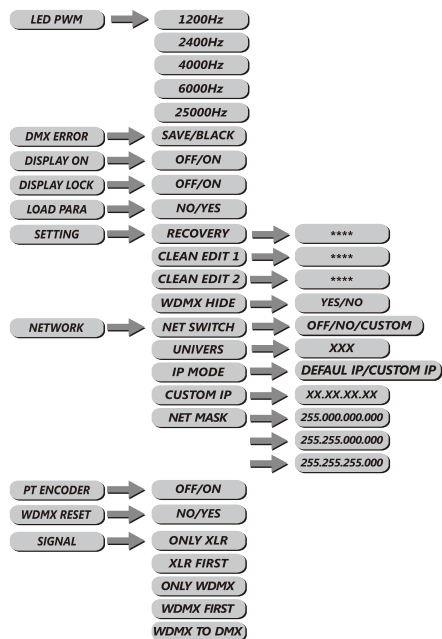 LED PWM 1200Hz
2400Hz
4000Hz
6000Hz
25000Hz
DMX ERROR SAVE/BLACK
DISPLAY ON OFF/ON
DISPLAY LOCK OFF/ON
LOAD PARA NO/YES
SETTING RECOVERY ****
CLEAN EDIT 1 ****
CLEAN EDIT 2 ****
WDMX HIDE YES/NO
NETWORK NET SWITCH OFF/NO/CUSTOM
UNIVERS XXX
IP MODE DEFAUL IP/CUSTOM IP
CUSTOM IP XX.XX.XX.XX
NET MASK 255.000.000.000
255.255.000.000
255.255.255.000
PT ENCODER OFF/ON
WDMX RESET NO/YES
SIGNAL ONLY XLR
XLR FIRST
ONLY WDMX
WDMX FIRST
WDMX TO DMX